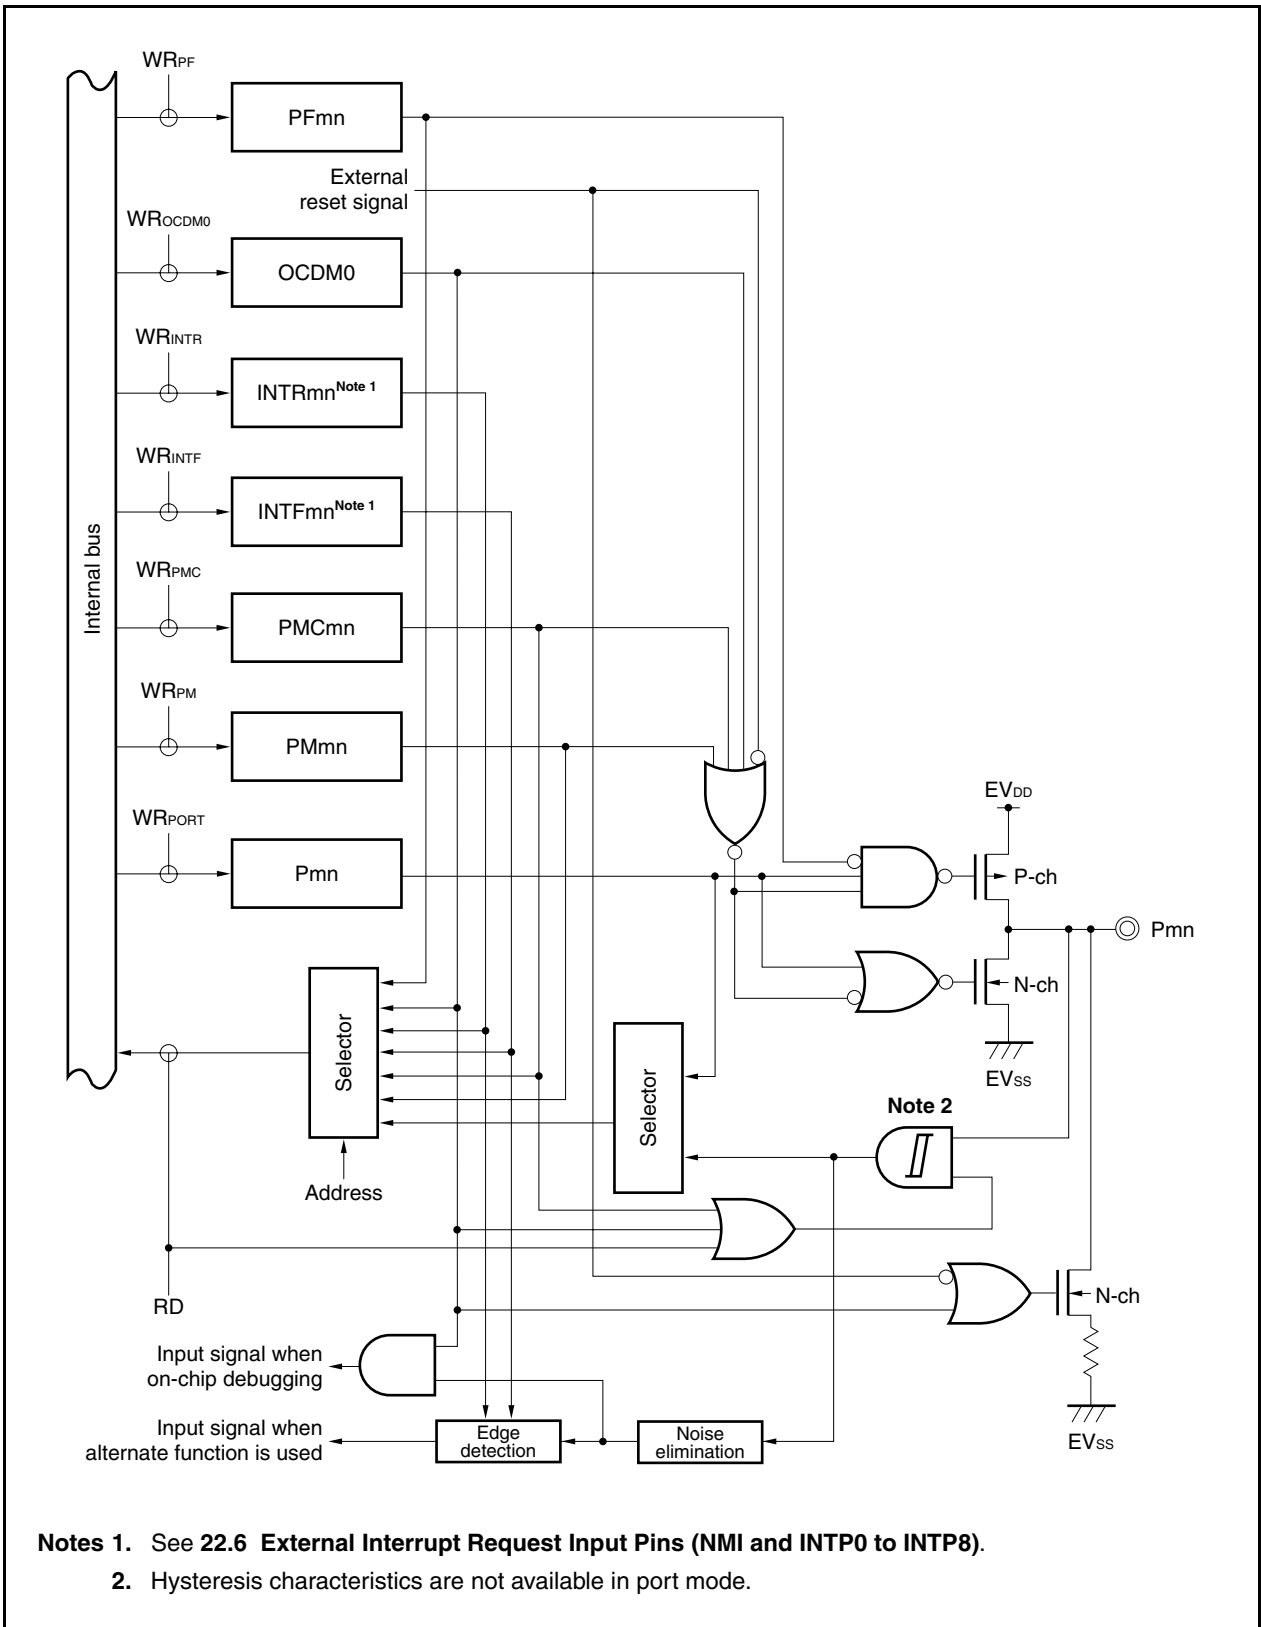 WRPF
PFmn
External
reset signal
WROCDM0
OCDM0
WRINTR
INTRmnNote 1
WRINTF
INTFmnNote 1
Internal bus
WRPMC
PMCmn
WRPM
PMmn
WRPORT
Pmn
EVDD
P-ch
Pmn
N-ch
EVSS
Selector
Selector
Note 2
Address
RD
N-ch
EVSS
Input signal when
on-chip debugging
Input signal when
alternate function is used
Edge
detection
Noise
elimination
Notes 1. See 22.6 External Interrupt Request Input Pins (NMI and INTP0 to INTP8).
2. Hysteresis characteristics are not available in port mode.